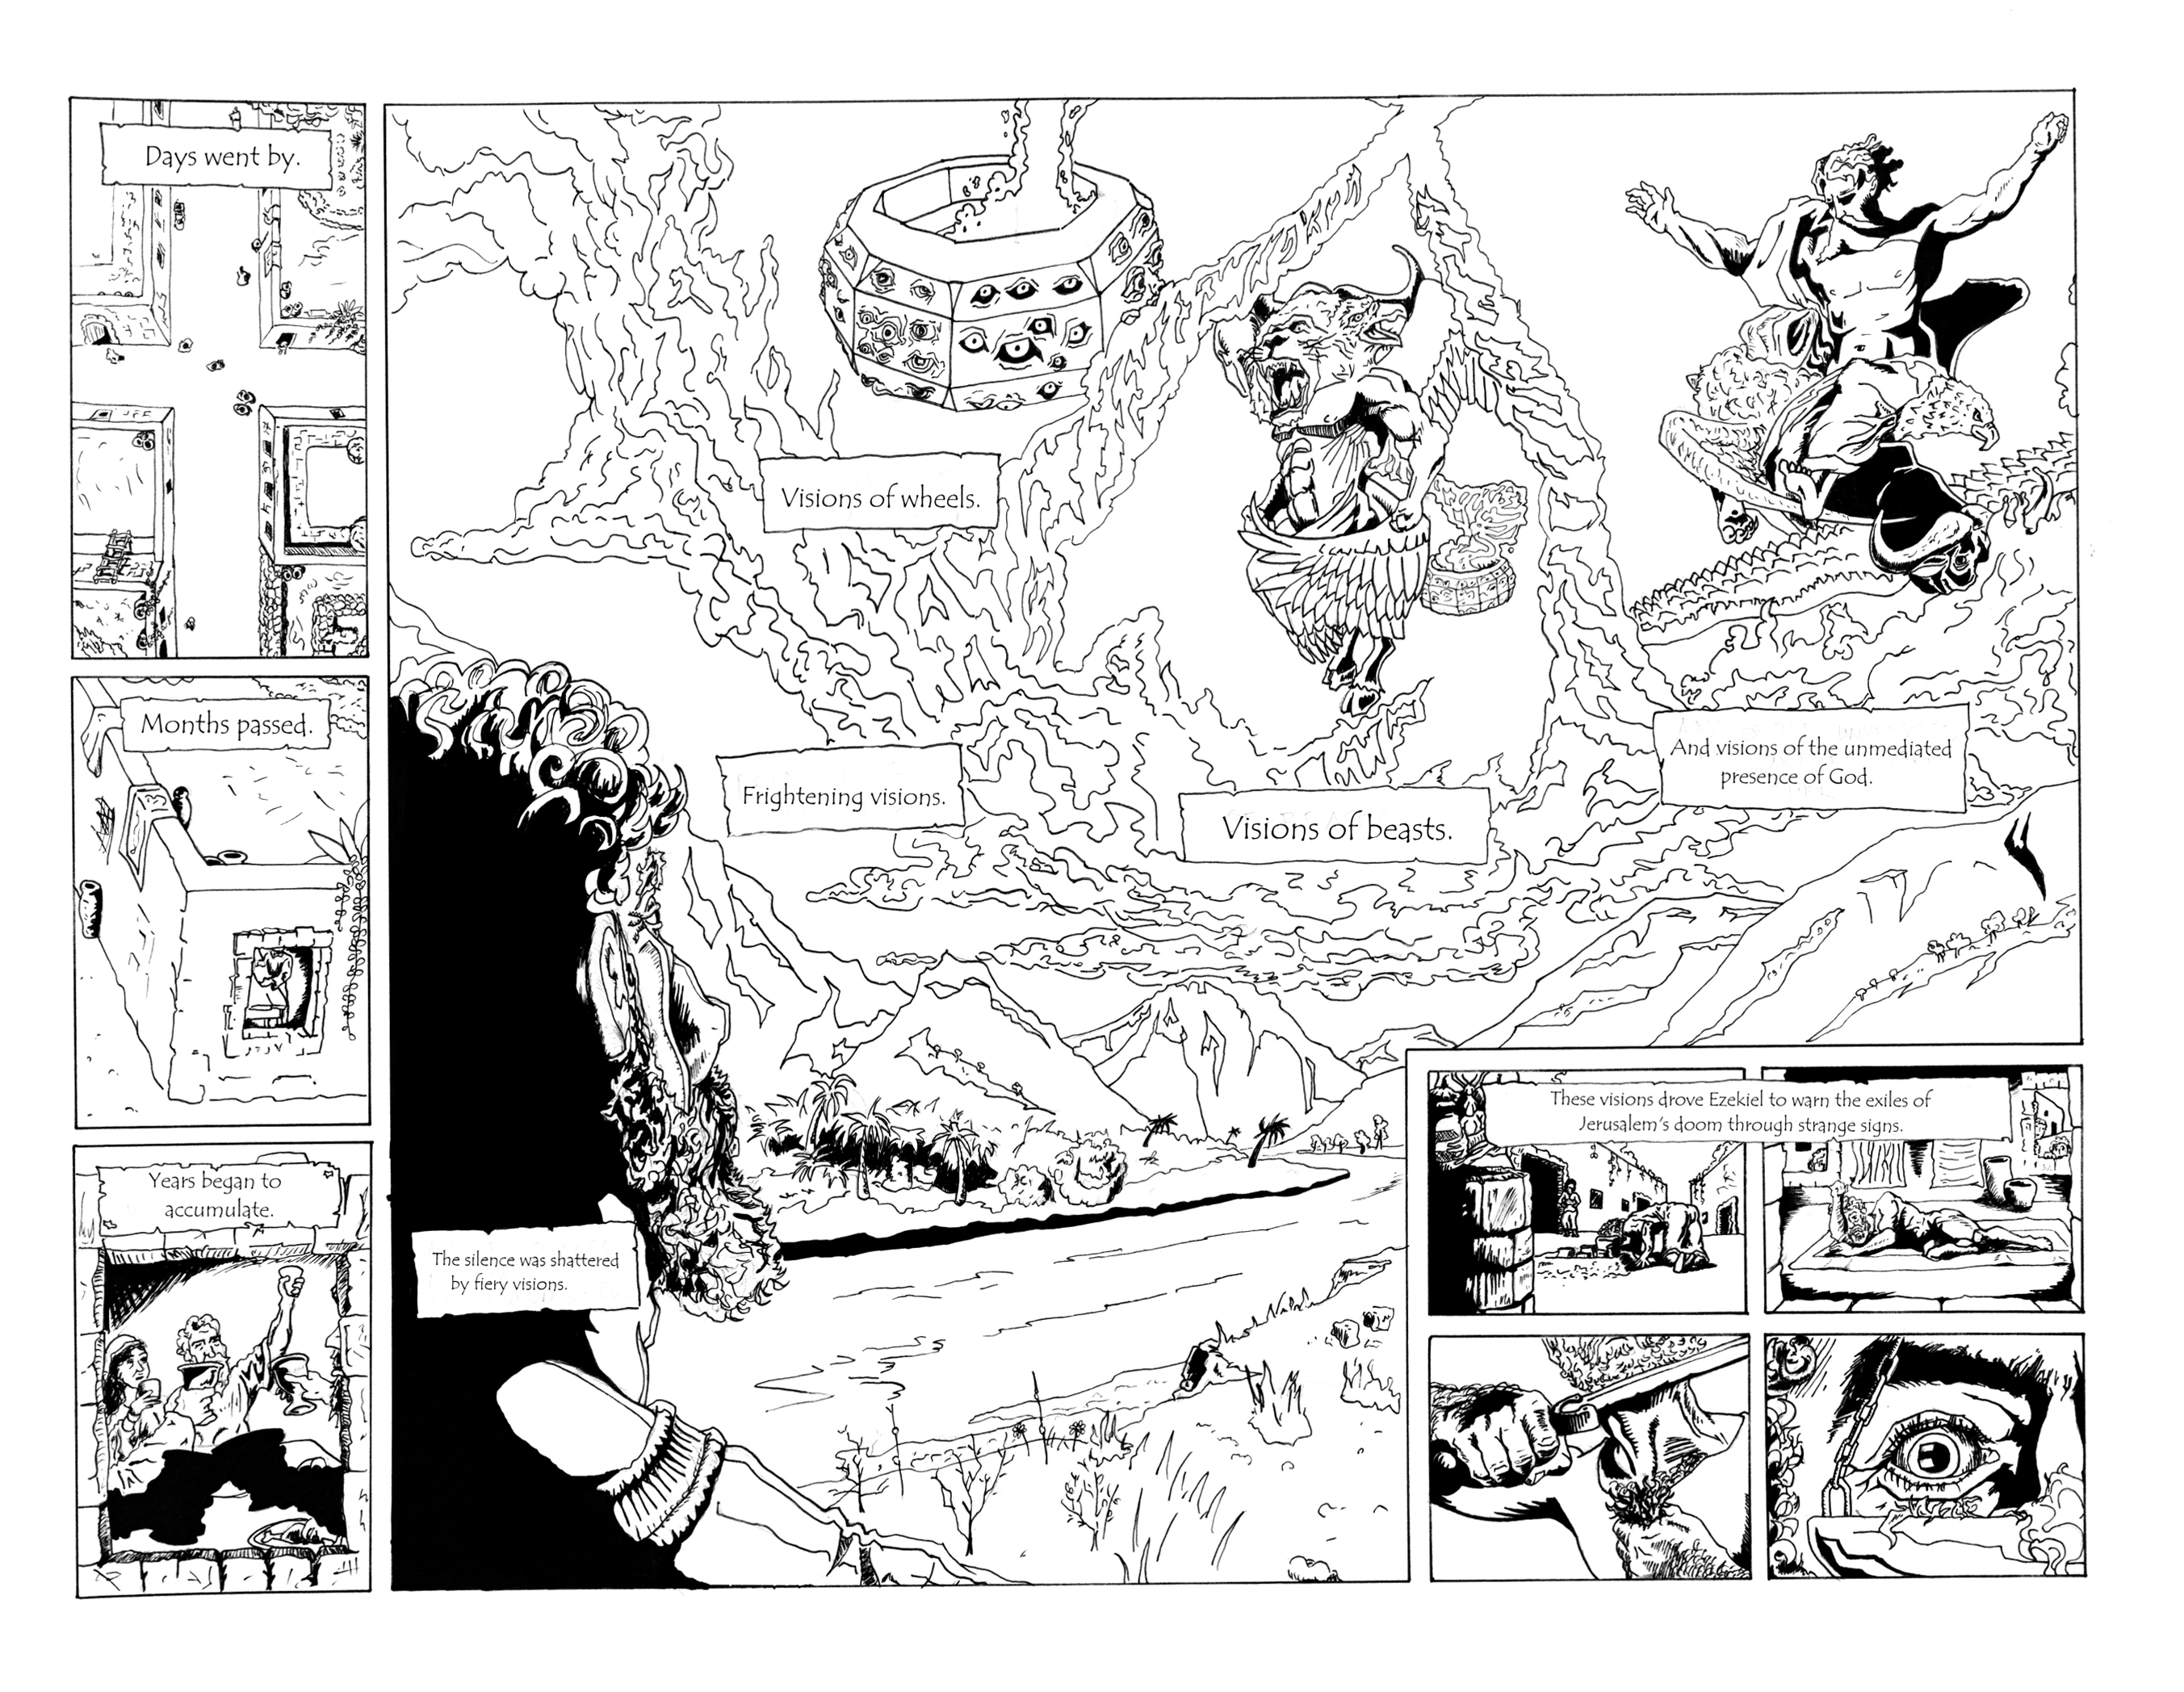 Days went by.
Months passed.
Years began to
accumulate.
The silence was shattered
by fiery visions.
Frightening visions.
Visions of wheels.
Visions of beasts.
And visions of the unmediated
presence of God.
These visions drove Ezekiel to warn the exiles of
Jerusalem's doom through strange signs.